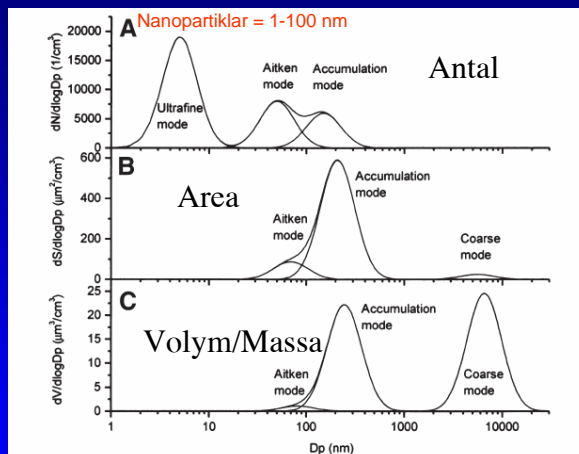 Nanopartiklar = 1-100 nm
A
20000
15000
10000
5000
0
dN/dlogDp (1/cm³)
Ultrafine
mode
Aitken
mode
Accumulation
mode
Antal
B
600
400
200
0
dS/dlogDp (µm²/cm³)
Area
Aitken
mode
Accumulation
mode
Coarse
mode
C
25
20
15
10
5
0
dV/dlogDp (µm³/cm³)
Volym/Massa
Aitken
mode
Accumulation
mode
Coarse
mode
1
10
100
1000
10000
Dp (nm)